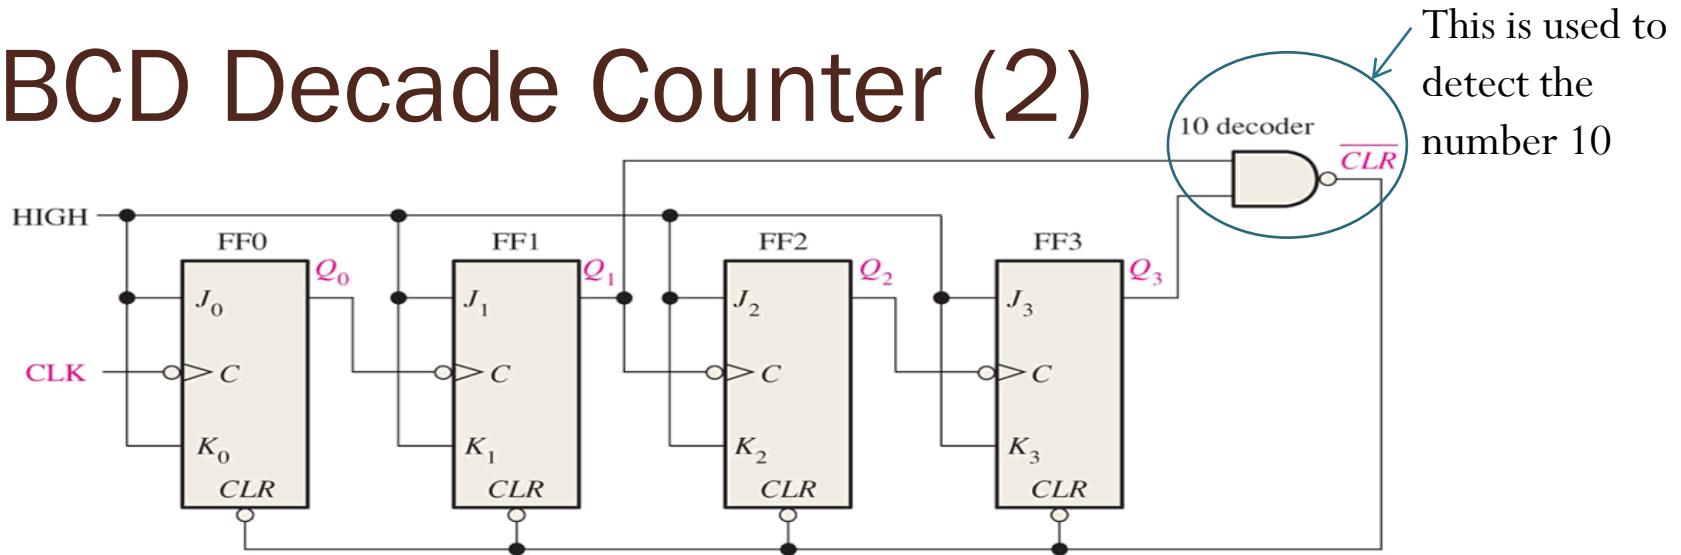 BCD Decade Counter (2)
This is used to
detect the
number 10
10 decoder
CLR
HIGH
FF0
FF1
FF2
FF3
Q0
Q1
Q2
Q3
J0
J1
J2
J3
CLK
C
C
C
C
K0
K1
K2
K3
CLR
CLR
CLR
CLR